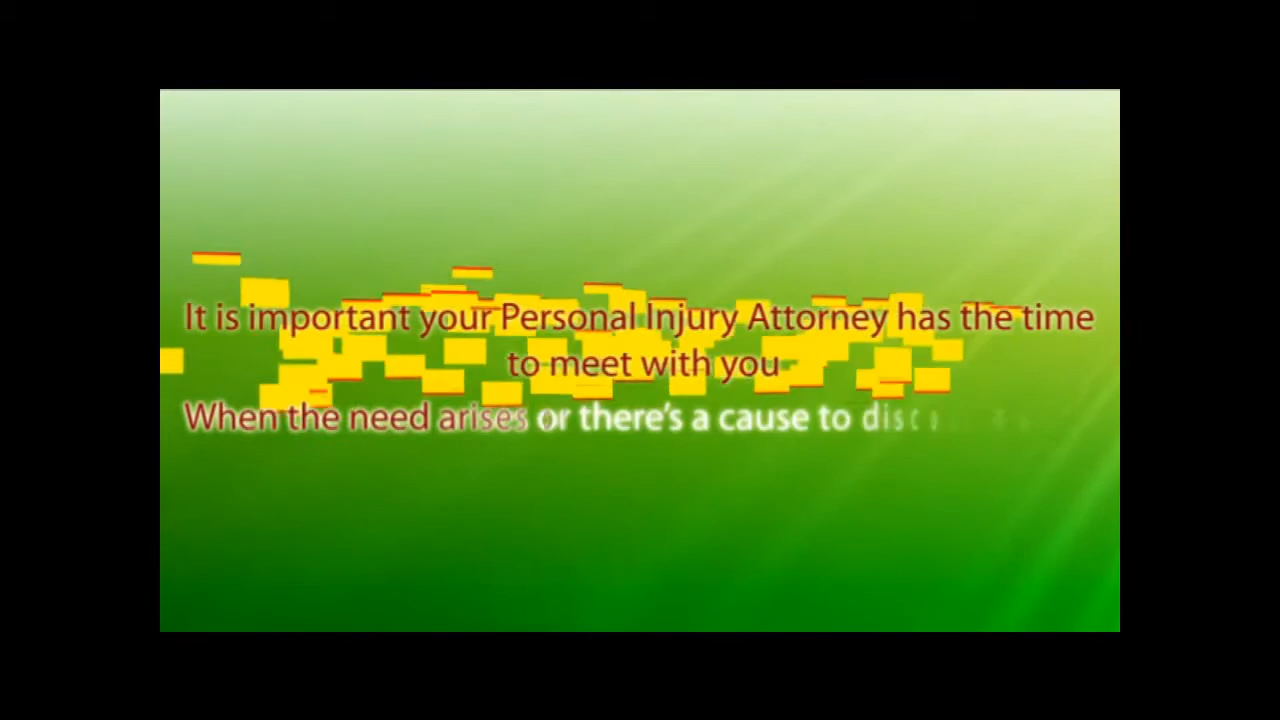 It is important your Personal Injury Attorney has the time
to meet with you
When the need arises or there's a cause to